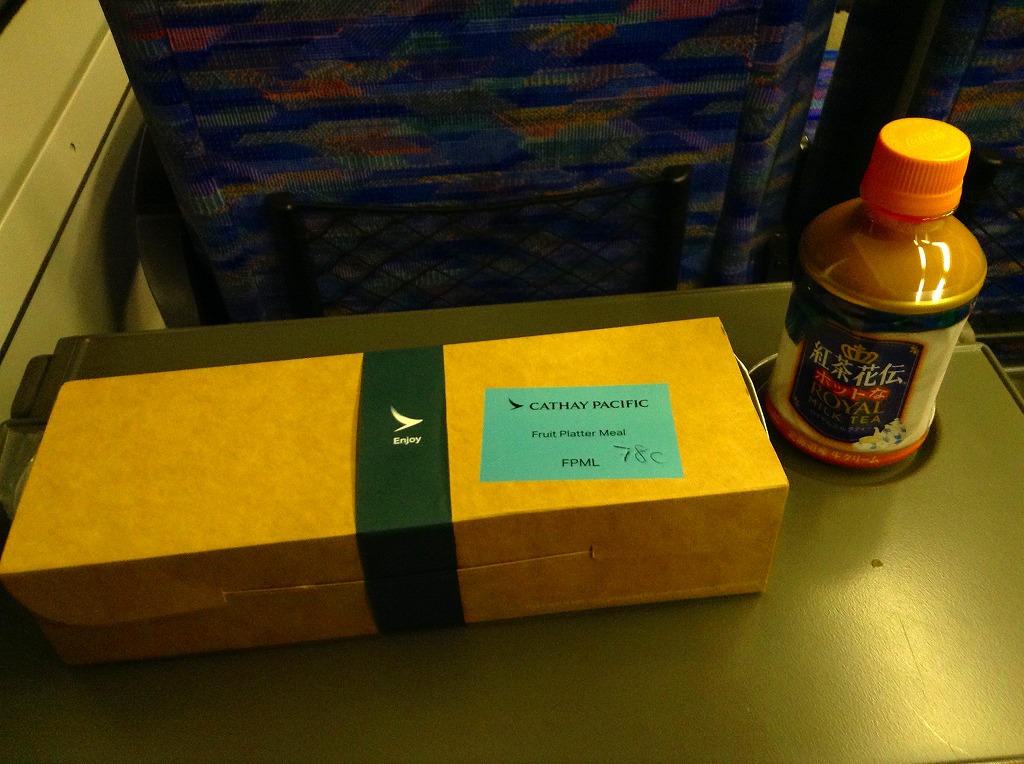 Enjoy
CATHAY PACIFIC
Fruit Platter Meal
FPML 78C
紅茶花伝
ホットな
ROYAL
MILK TEA